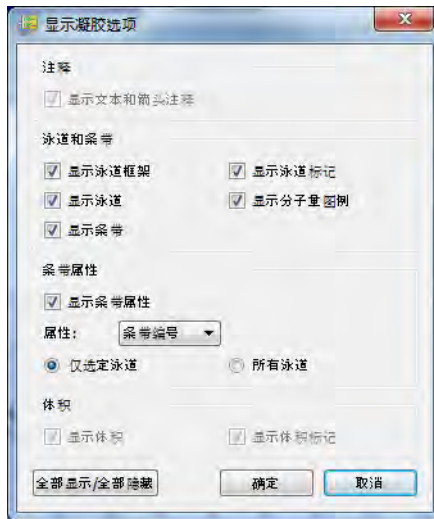 显示凝胶选项
注释
显示文本和箭头注释
泳道和条带
显示泳道框架 显示泳道标记
显示泳道 显示分子量图例
显示条带
条带属性
显示条带属性
属性： 条带编号
仅选定泳道 所有泳道
体积
显示体积 显示体积标记
全部显示/全部隐藏 确定 取消